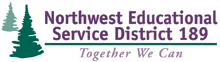 Northwest Educational
Service District 189
Together We Can